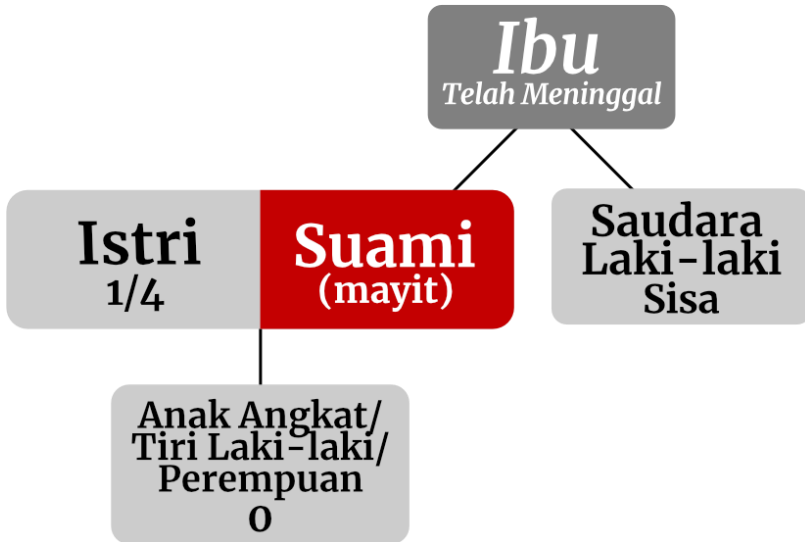 Ibu
Telah Meninggal
Istri
1/4
Suami
(mayit)
Saudara
Laki-laki
Sisa
Anak Angkat/
Tiri Laki-laki/
Perempuan
0